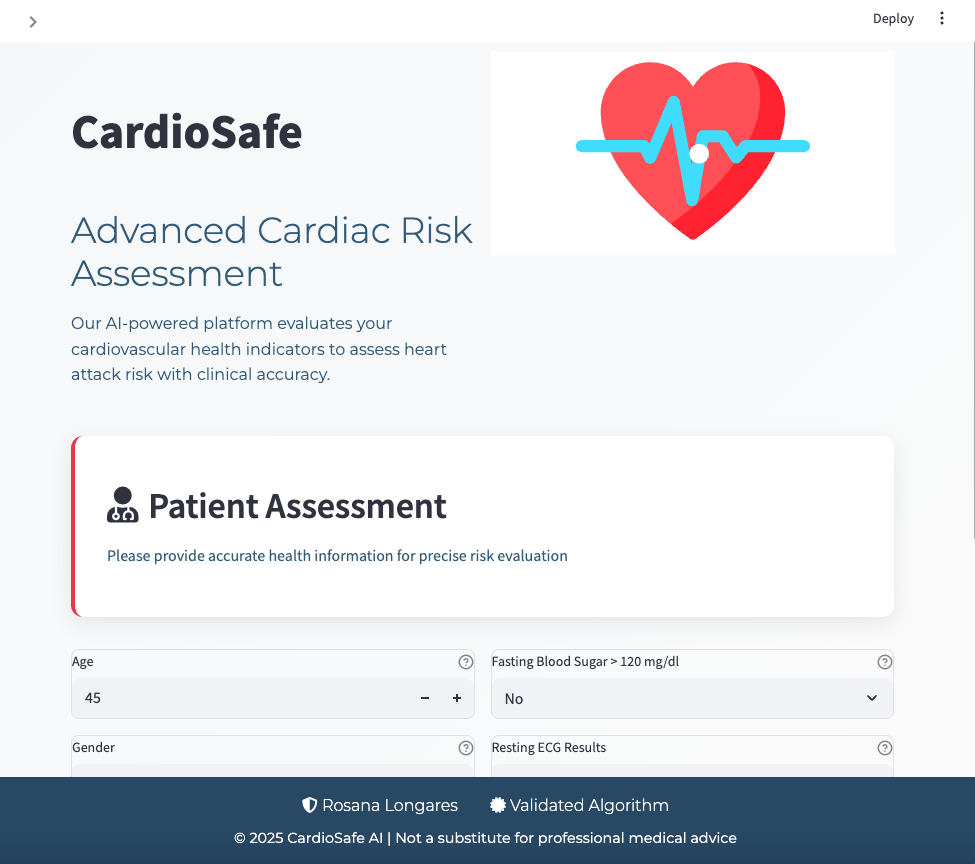 Deploy
CardioSafe
Advanced Cardiac Risk
Assessment
Our AI-powered platform evaluates your
cardiovascular health indicators to assess heart
attack risk with clinical accuracy.
Patient Assessment
Please provide accurate health information for precise risk evaluation
Age
45
Fasting Blood Sugar > 120 mg/dl
No
Gender
Resting ECG Results
Rosana Longares Validated Algorithm
© 2025 CardioSafe AI | Not a substitute for professional medical advice